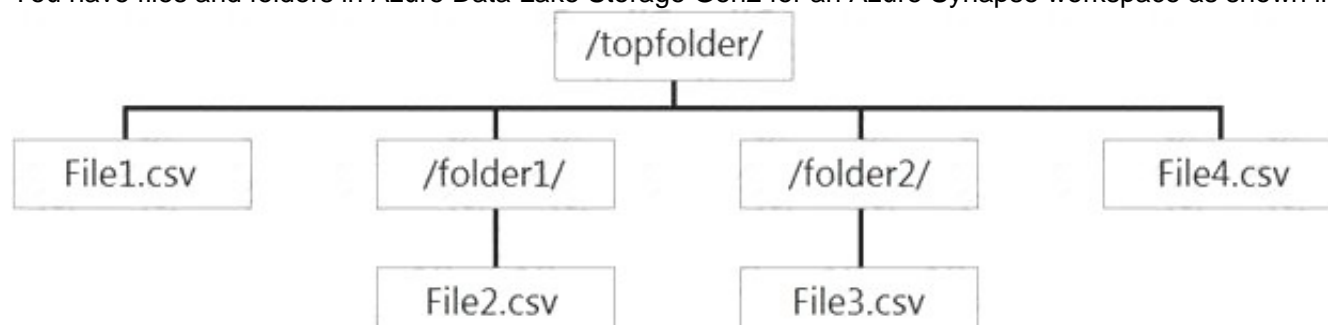 You have files and folders in Azure Data Lake Storage Gen2 for an Azure Synapse workspace as shown i
/topfolder/
File1.csv /folder1/ /folder2/ File4.csv
File2.csv File3.csv